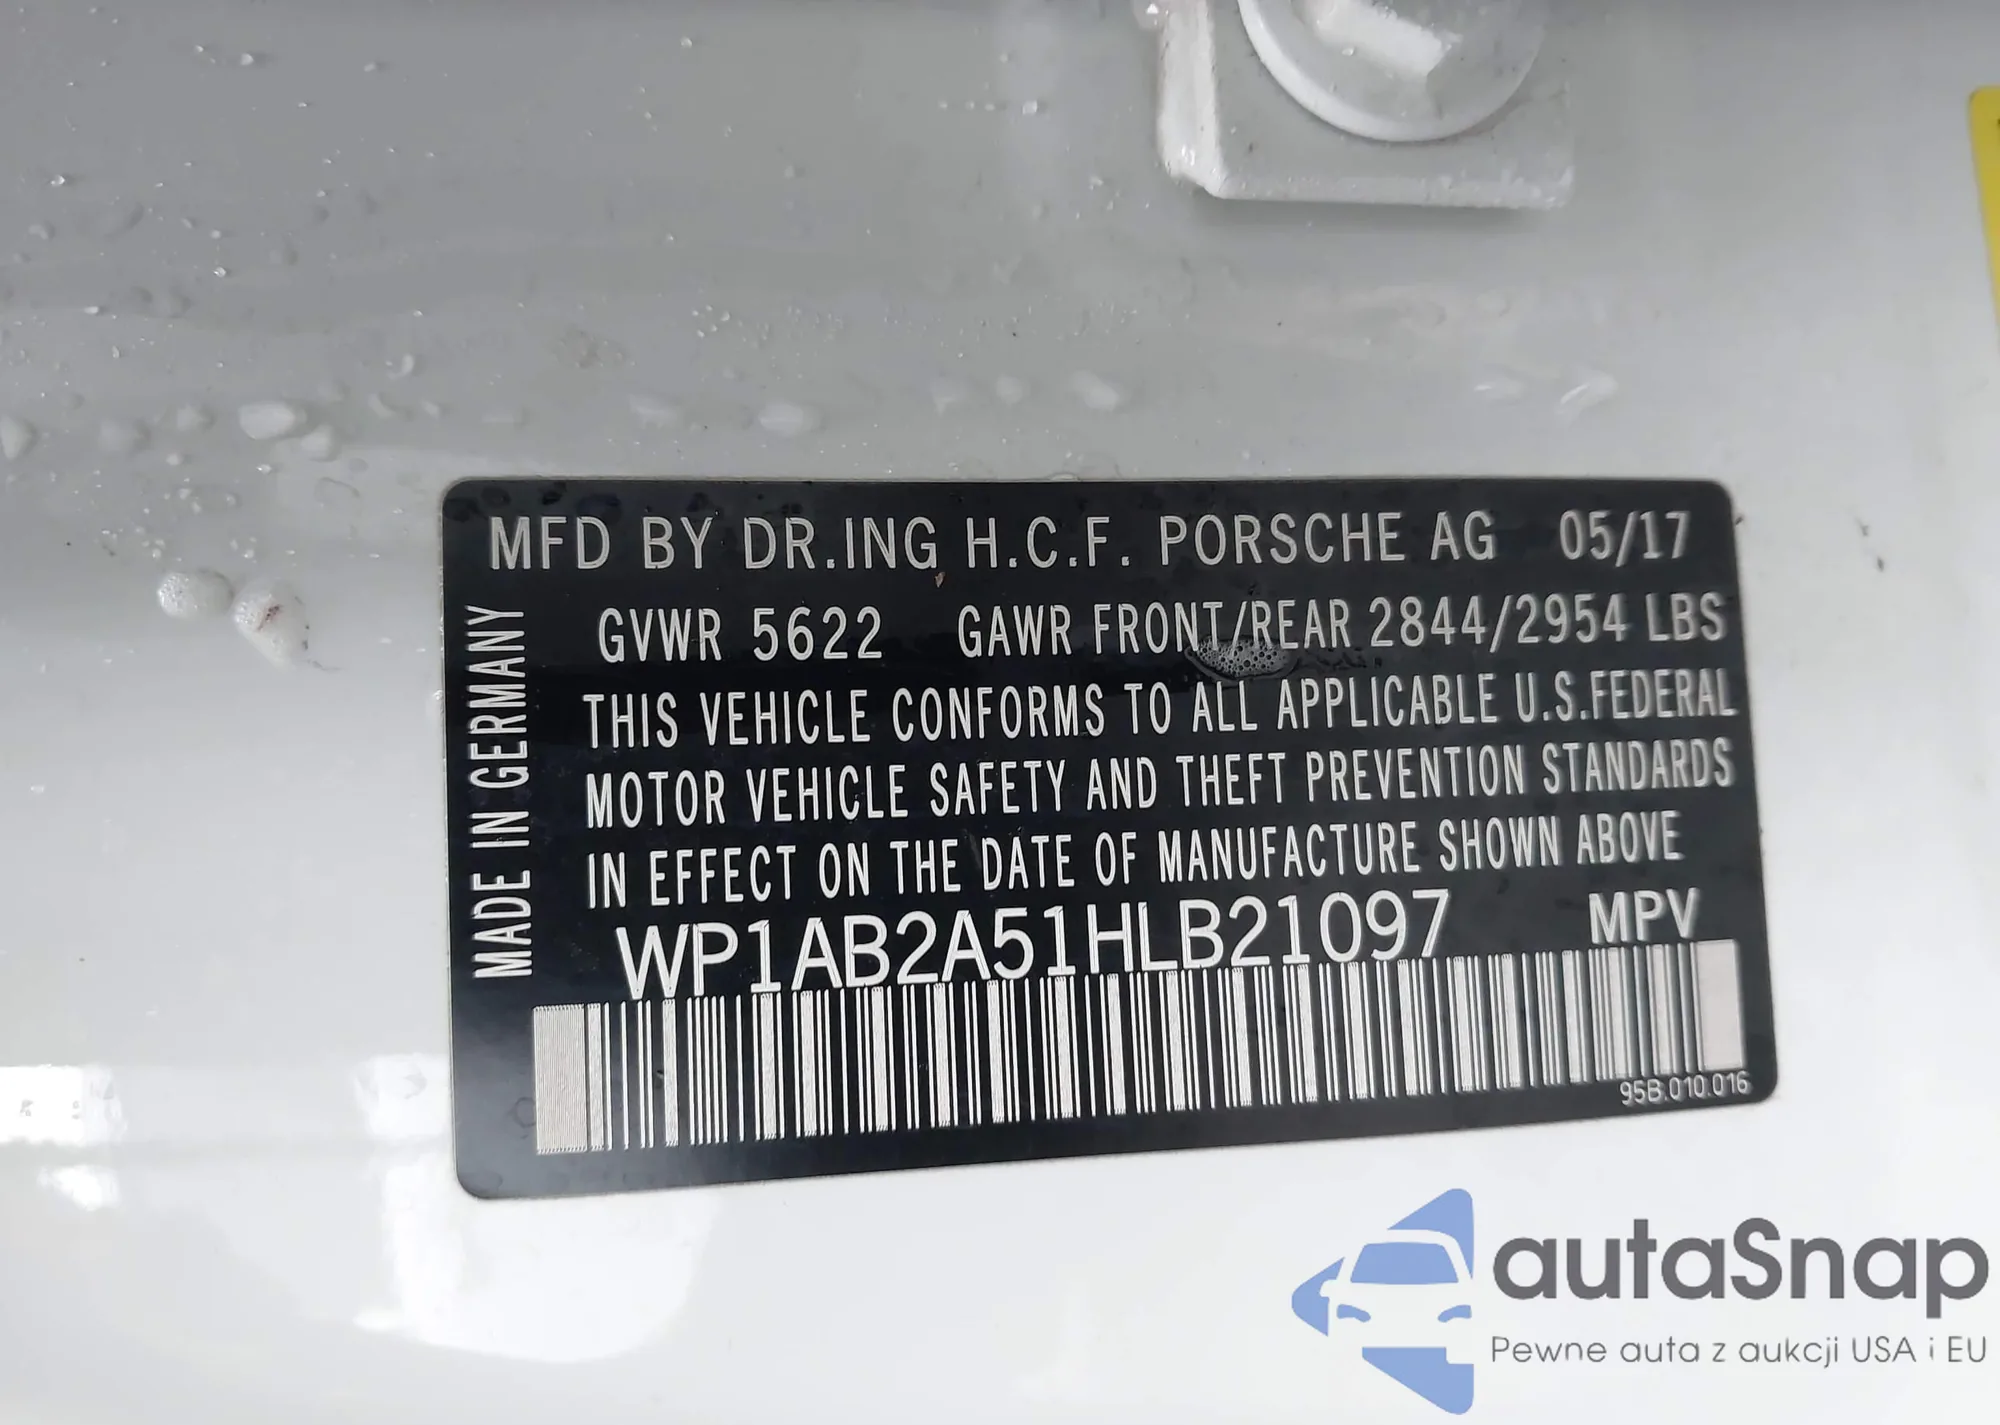 MFD BY DR.ING H.C.F. PORSCHE AG 05/17
GVWR 5622 GAWR FRONT/REAR 2844/2954 LBS
THIS VEHICLE CONFORMS TO ALL APPLICABLE U.S.FEDERAL
MOTOR VEHICLE SAFETY AND THEFT PREVENTION STANDARDS
IN EFFECT ON THE DATE OF MANUFACTURE SHOWN ABOVE
WP1AB2A51HLB21097 MPV
MADE IN GERMANY
95B.010.016
autaSnap
Pewne auta z aukcji USA i EU